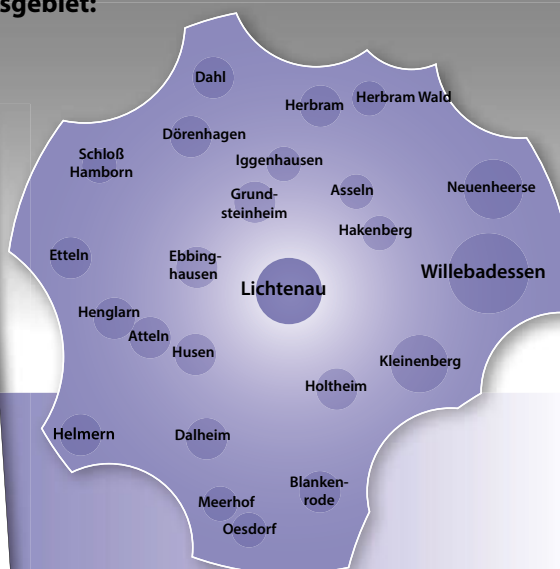 sgebiet:
Dahl
Herbram
Herbram Wald
Dörenhagen
Schloß
Hamborn
Iggenhausen
Grund-
steinheim
Asseln
Neuenheerse
Hakenberg
Etteln
Ebbing-
hausen
Willebadessen
Lichtenau
Henglarn
Atteln
Husen
Kleinenberg
Holtheim
Helmern
Dalheim
Blanken-
rode
Meerhof
Oesdorf